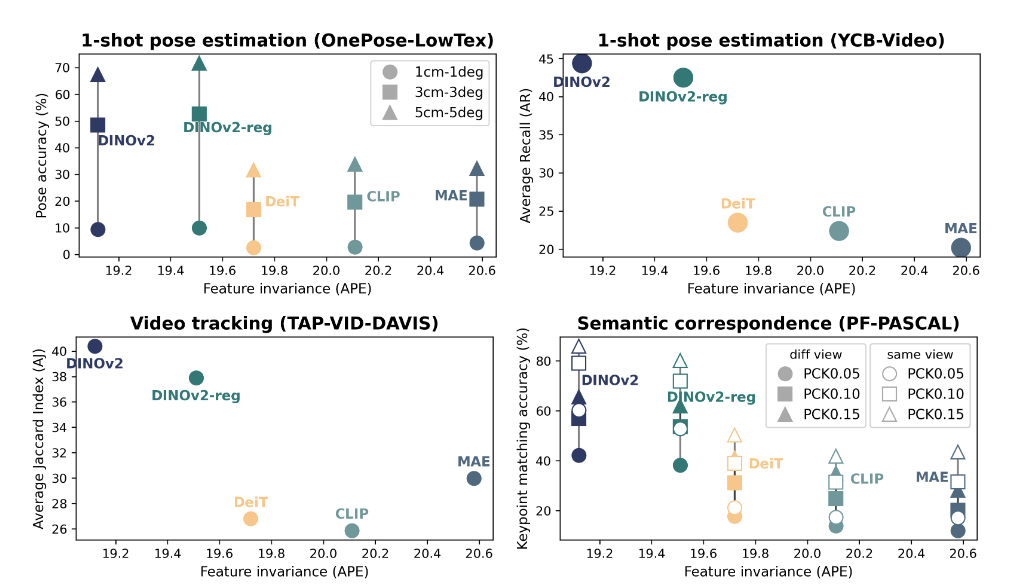 1-shot pose estimation (OnePose-LowTex)
Pose accuracy (%)
70
60
50
40
30
20
10
0
1cm-1deg
3cm-3deg
5cm-5deg
DINOv2
DINOv2-reg
DeiT
CLIP
MAE
19.2 19.4 19.6 19.8 20.0 20.2 20.4 20.6
Feature invariance (APE)
1-shot pose estimation (YCB-Video)
Average Recall (AR)
45
40
35
30
25
20
DINOv2
DINOv2-reg
DeiT
CLIP
MAE
19.2 19.4 19.6 19.8 20.0 20.2 20.4 20.6
Feature invariance (APE)
Video tracking (TAP-VID-DAVIS)
Average Jaccard Index (AJ)
40
38
36
34
32
30
28
26
DINOv2
DINOv2-reg
MAE
DeiT
CLIP
19.2 19.4 19.6 19.8 20.0 20.2 20.4 20.6
Feature invariance (APE)
Semantic correspondence (PF-PASCAL)
Keypoint matching accuracy (%)
80
60
40
20
diff view
PCK0.05
PCK0.10
PCK0.15
same view
PCK0.05
PCK0.10
PCK0.15
DINOv2
DINOv2-reg
DeiT
CLIP
MAE
19.2 19.4 19.6 19.8 20.0 20.2 20.4 20.6
Feature invariance (APE)